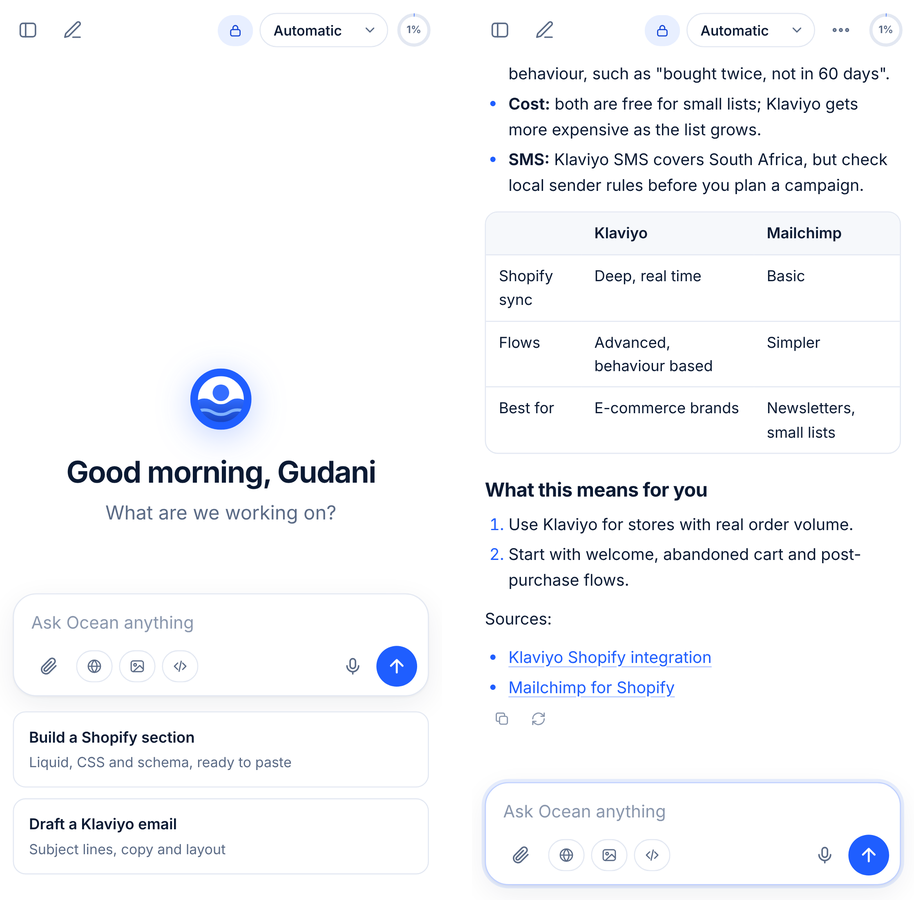 Automatic
1%
Good morning, Gudani
What are we working on?
Ask Ocean anything
Build a Shopify section
Liquid, CSS and schema, ready to paste
Draft a Klaviyo email
Subject lines, copy and layout
Automatic
1%
behaviour, such as "bought twice, not in 60 days".
• Cost: both are free for small lists; Klaviyo gets
more expensive as the list grows.
• SMS: Klaviyo SMS covers South Africa, but check
local sender rules before you plan a campaign.
Klaviyo Mailchimp
Shopify Deep, real time Basic
sync
Flows Advanced, Simpler
behaviour based
Best for E-commerce brands Newsletters,
small lists
What this means for you
1. Use Klaviyo for stores with real order volume.
2. Start with welcome, abandoned cart and post-
purchase flows.
Sources:
• Klaviyo Shopify integration
• Mailchimp for Shopify
Ask Ocean anything